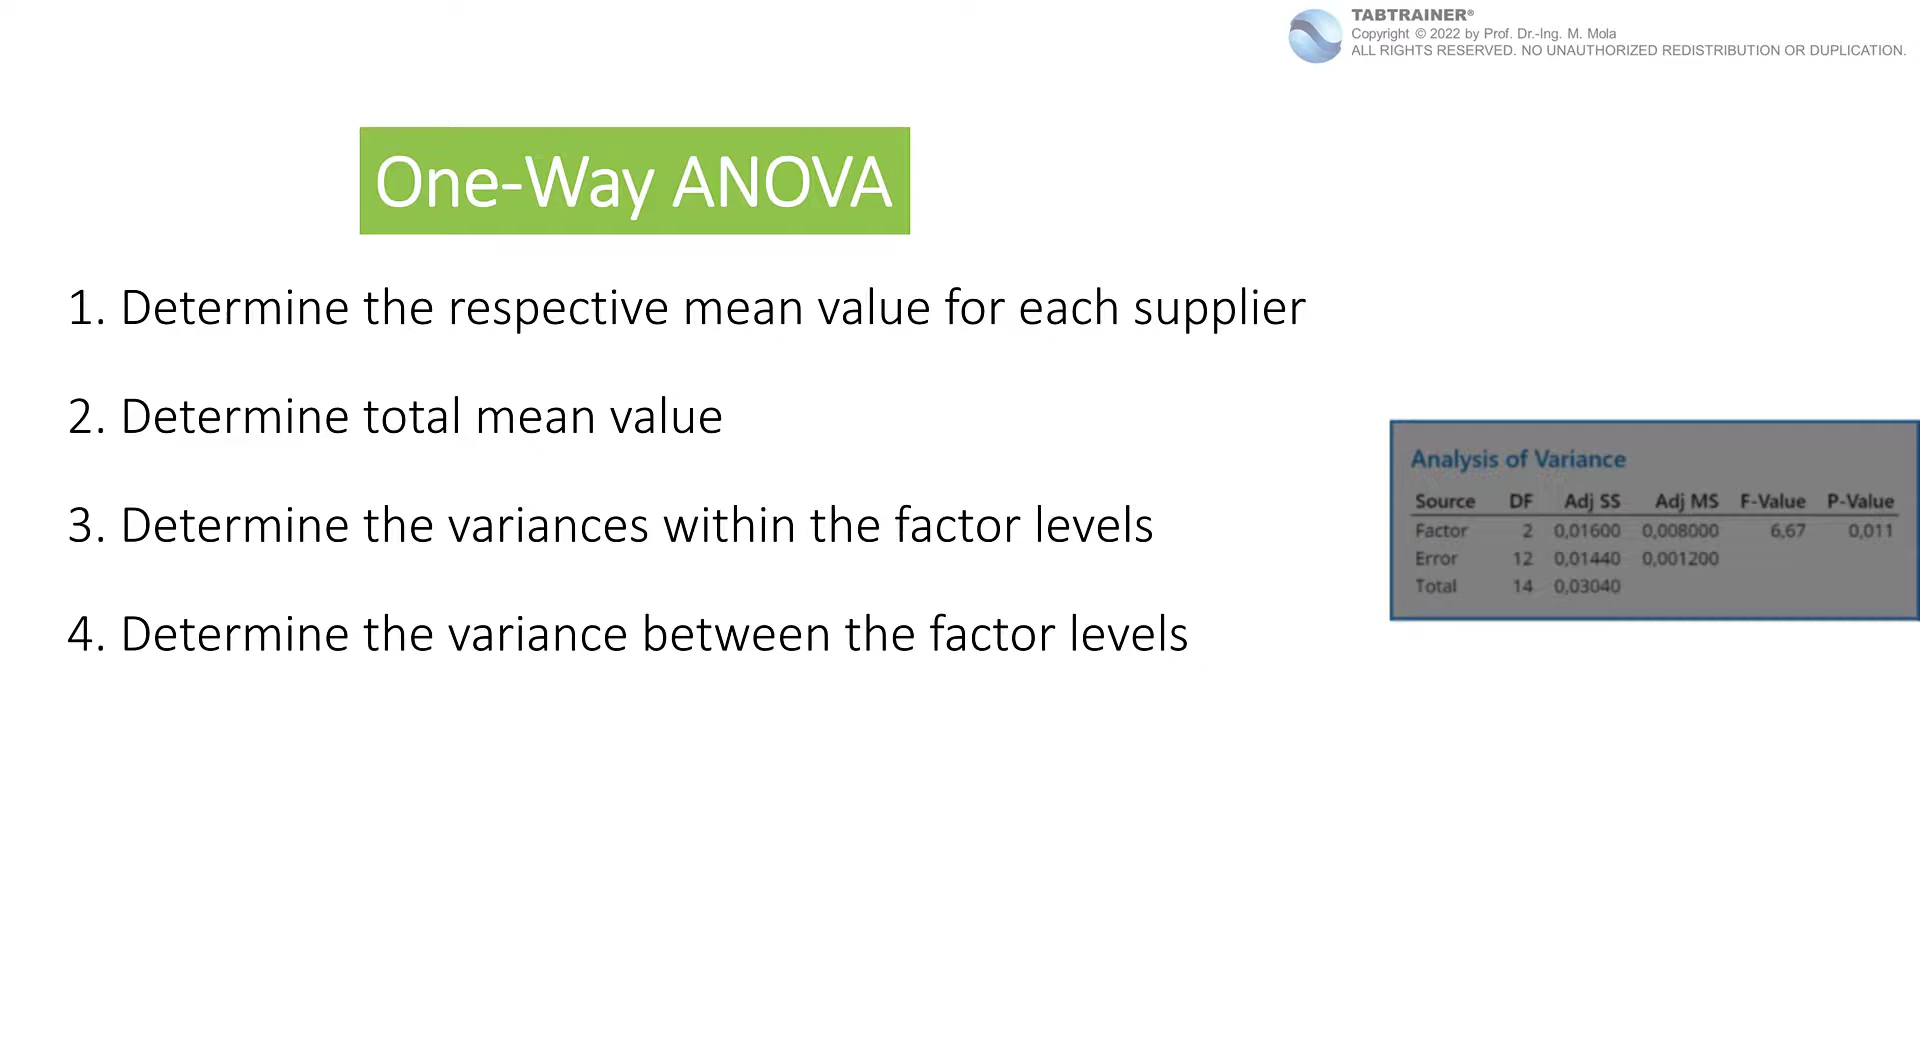 TABTRAINER®
Copyright © 2022 by Prof. Dr.-Ing. M. Mola
ALL RIGHTS RESERVED. NO UNAUTHORIZED REDISTRIBUTION OR DUPLICATION.
One-Way ANOVA
1. Determine the respective mean value for each supplier
2. Determine total mean value
3. Determine the variances within the factor levels
4. Determine the variance between the factor levels
Analysis of Variance
Source DF Adj SS Adj MS F-Value P-Value
Factor 2 0,01600 0,008000 6,67 0,011
Error 12 0,01440 0,001200
Total 14 0,03040